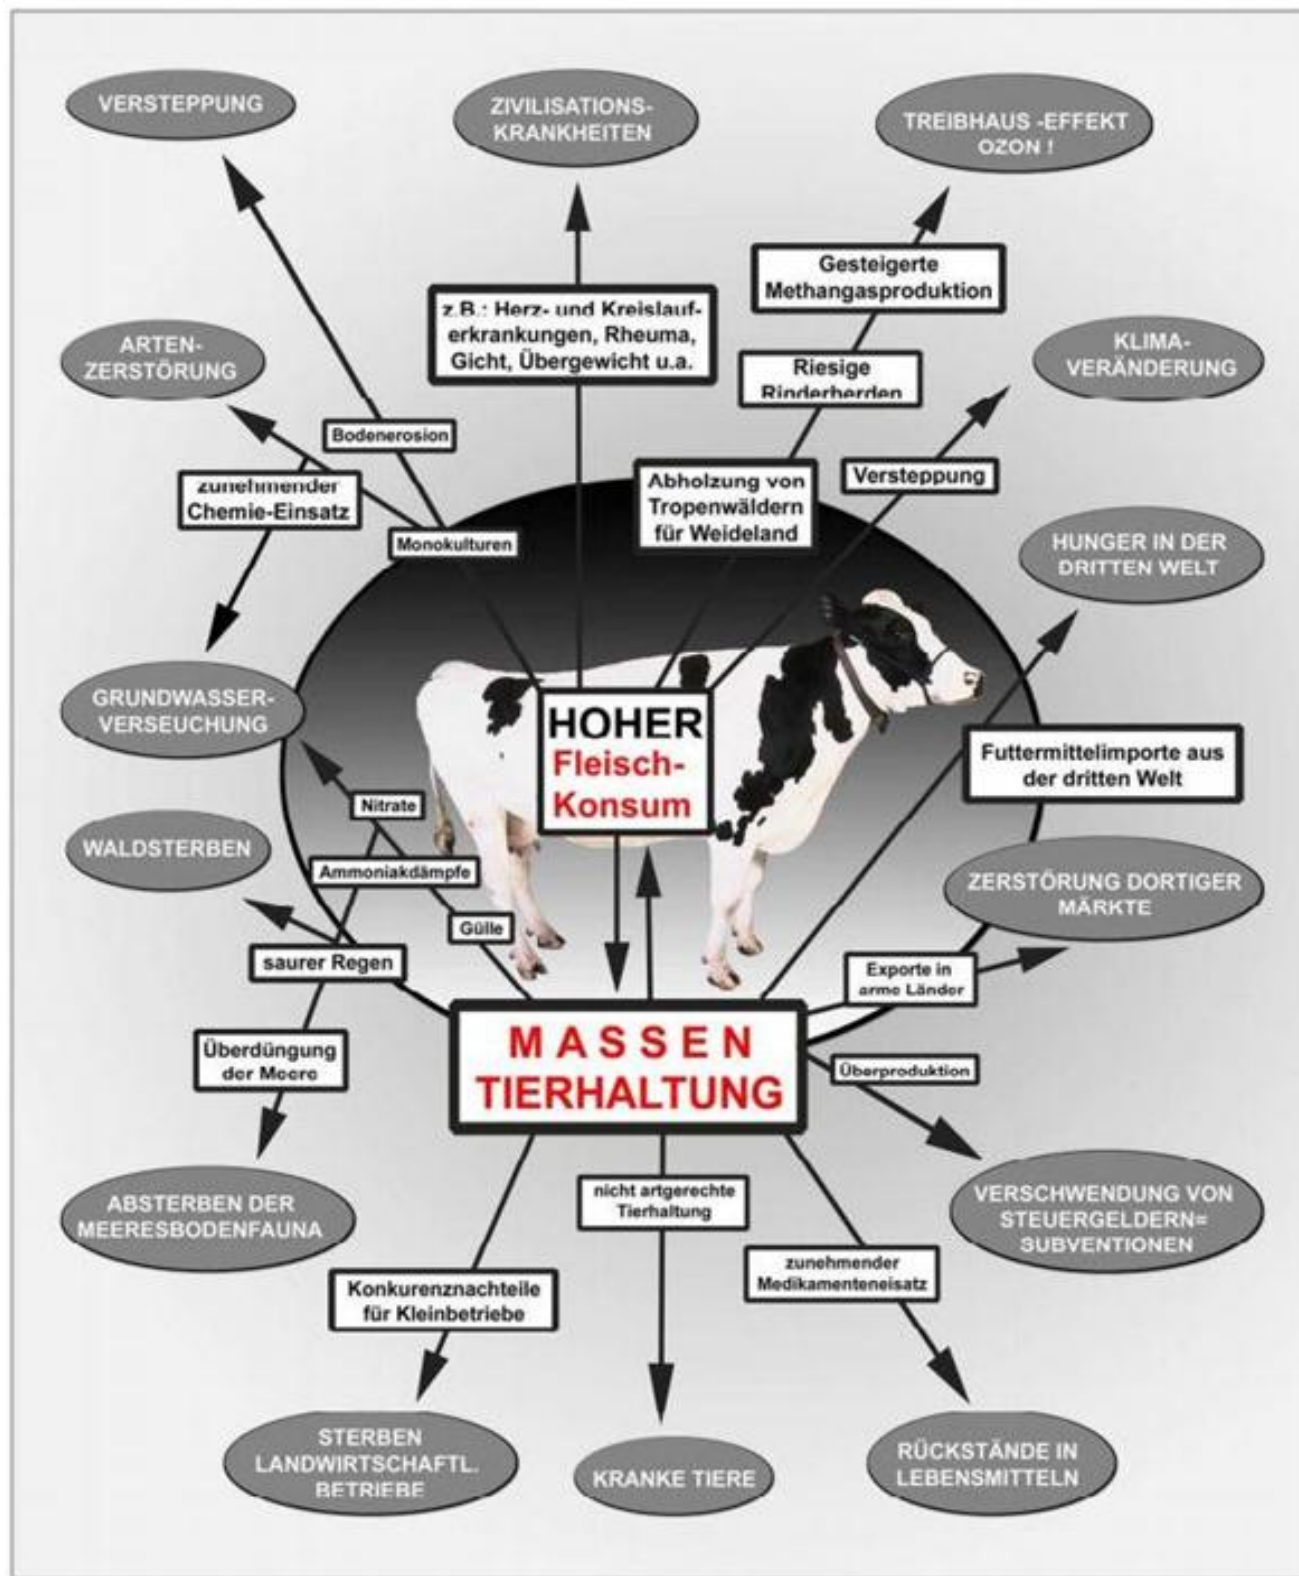 VERSTEPPUNG
ZIVILISATIONS-
KRANKHEITEN
TREIBHAUS -EFFEKT
OZON !
Gesteigerte
Methangasproduktion
z.B.: Herz- und Kreislauf-
erkrankungen, Rheuma,
Gicht, Übergewicht u.a.
ARTEN-
ZERSTÖRUNG
Riesige
Rinderherden
KLIMA-
VERÄNDERUNG
Bodenerosion
zunehmender
Chemie-Einsatz
Monokulturen
Abholzung von
Tropenwäldern
für Weideland
Versteppung
HUNGER IN DER
DRITTEN WELT
GRUNDWASSER-
VERSEUCHUNG
HOHER
Fleisch-
Konsum
Futtermittelimporte aus
der dritten Welt
Nitrate
WALDSTERBEN
Ammoniakdämpfe
Gülle
ZERSTÖRUNG DORTIGER
MÄRKTE
saurer Regen
Exporte in
arme Länder
Überdüngung
der Meere
MASSEN
TIERHALTUNG
Überproduktion
ABSTERBEN DER
MEERESBODENFAUNA
nicht artgerechte
Tierhaltung
VERSCHWENDUNG VON
STEUERGELDERN=
SUBVENTIONEN
Konkurenznachteile
für Kleinbetriebe
zunehmender
Medikamenteneisatz
STERBEN
LANDWIRTSCHAFTL.
BETRIEBE
KRANKE TIERE
RÜCKSTÄNDE IN
LEBENSMITTELN